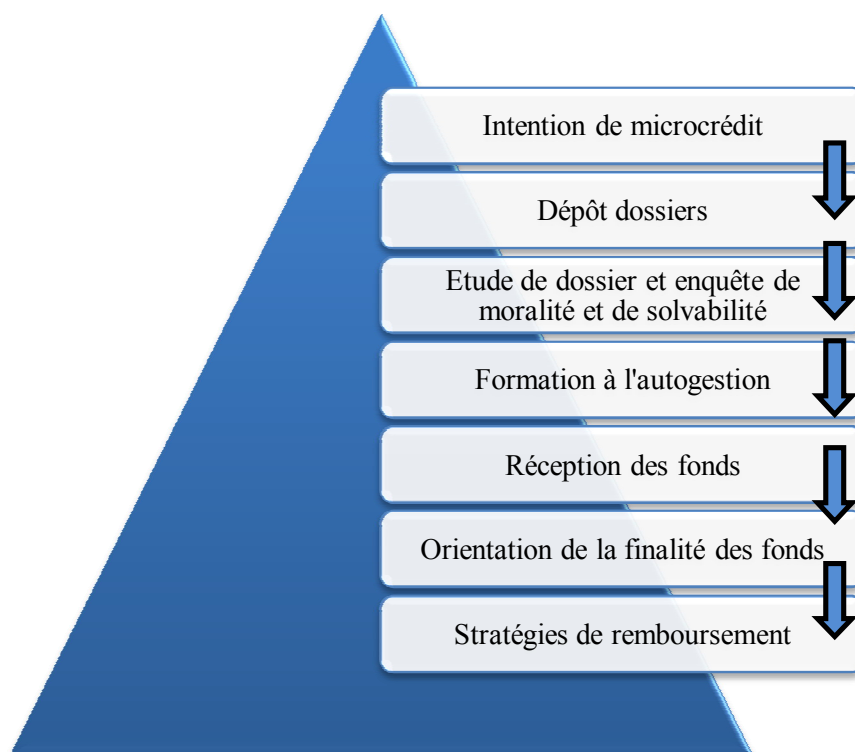 Intention de microcrédit
Dépôt dossiers
Etude de dossier et enquête de
moralité et de solvabilité
Formation à l'autogestion
Réception des fonds
Orientation de la finalité des fonds
Stratégies de remboursement